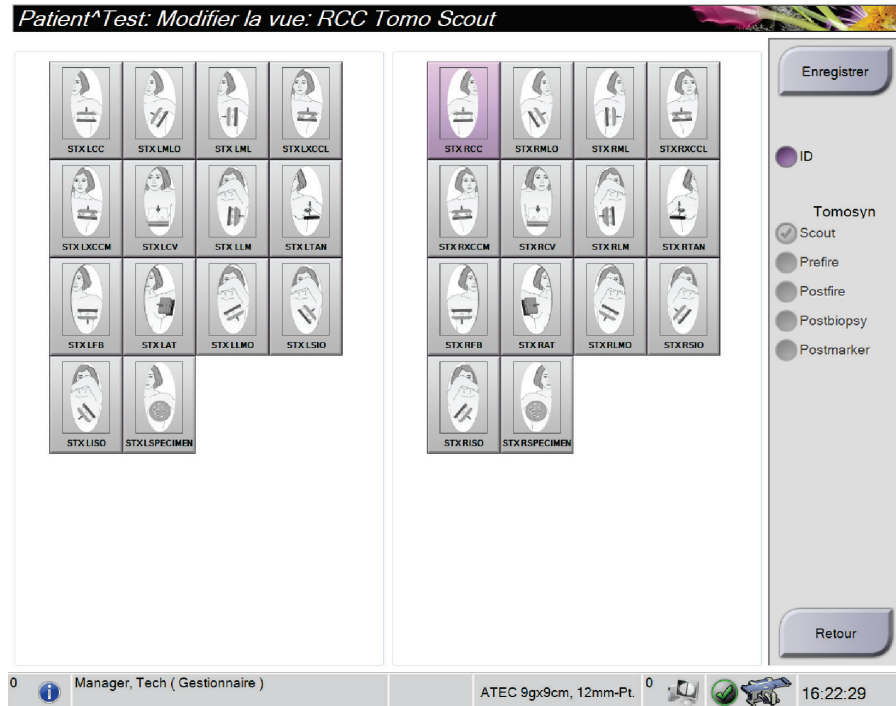 Patient^Test: Modifier la vue: RCC Tomo Scout
STX LCC STX LMLO STX LML STX LXCCL
STX LXCCM STX LCV STX LLM STX LTAN
STX LFB STX LAT STX LLMO STX LSIO
STX LISO STX LSPECIMEN
STX RCC STX RMLO STX RML STX RXCCL
STX RXCCM STX RCV STX RLM STX RTAN
STX RFB STX RAT STX RLMO STX RSIO
STX RISO STX RSPECIMEN
Enregistrer
ID
Tomosyn
Scout
Prefire
Postfire
Postbiopsy
Postmarker
Retour
0 Manager, Tech ( Gestionnaire ) ATEC 9gx9cm, 12mm-Pt. 0 16:22:29